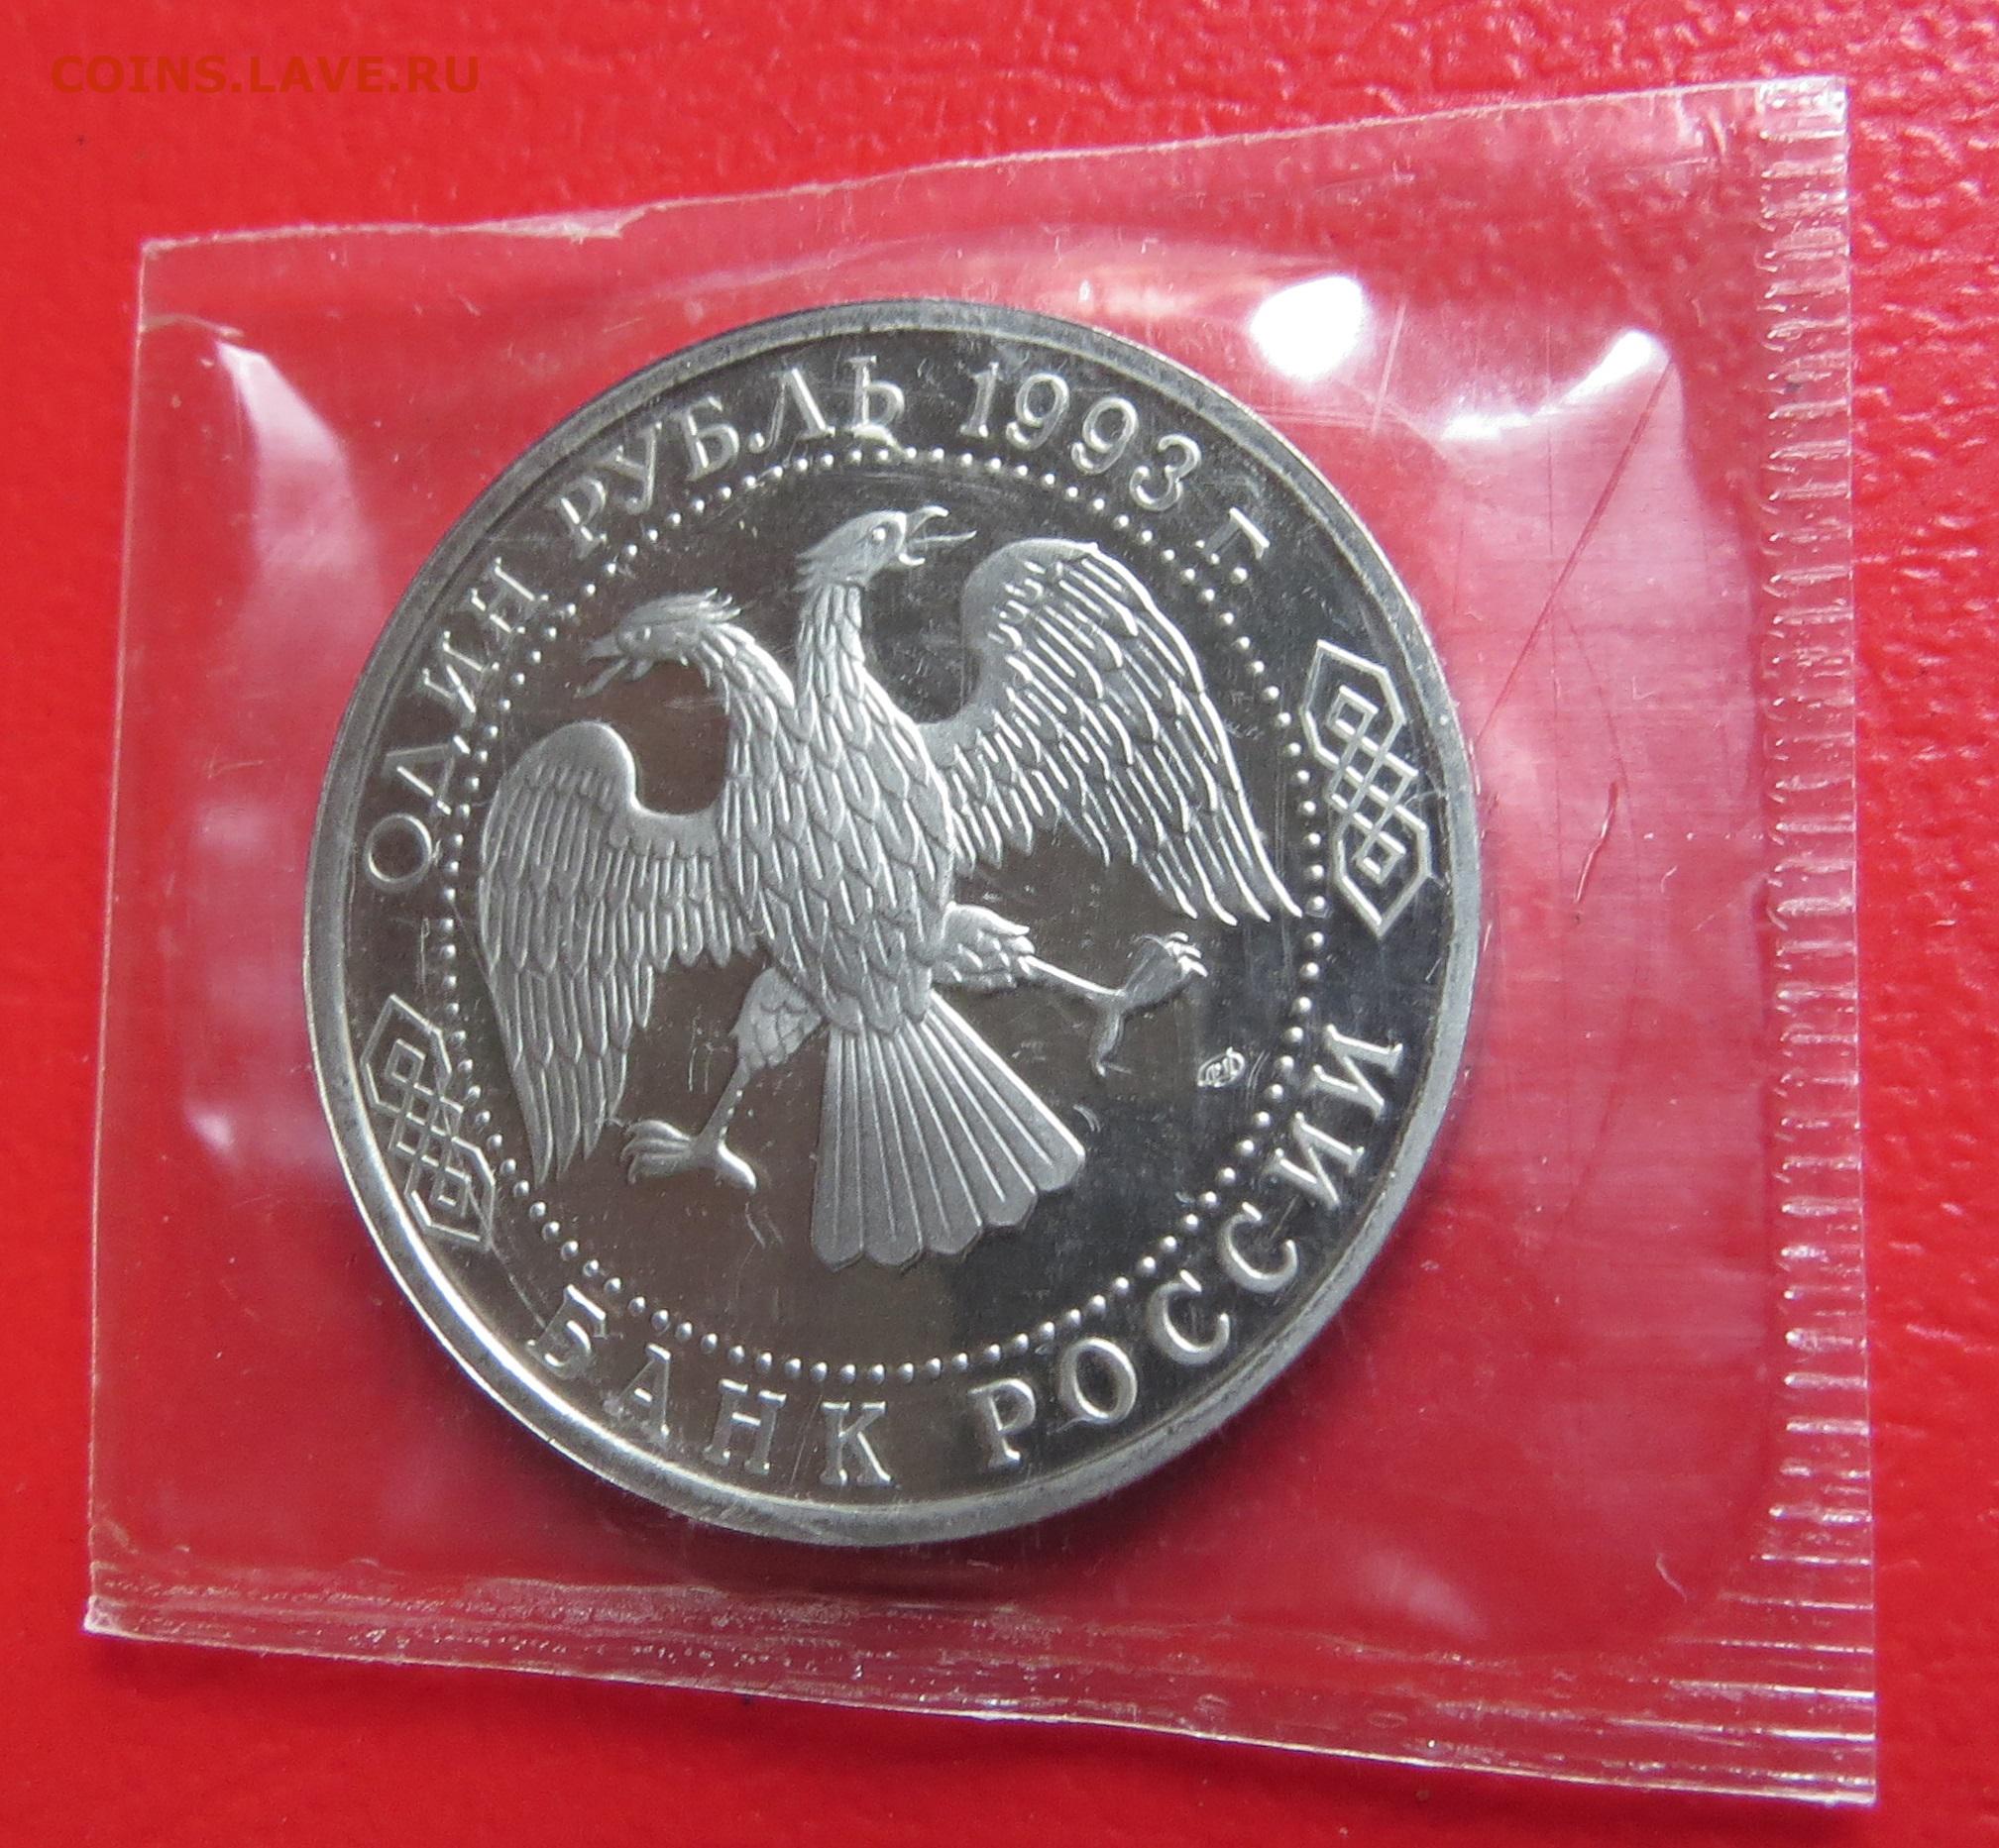 COINS.LAVE.RU
ОДИН РУБЛЬ 1993 г.
БАНК РОССИИ